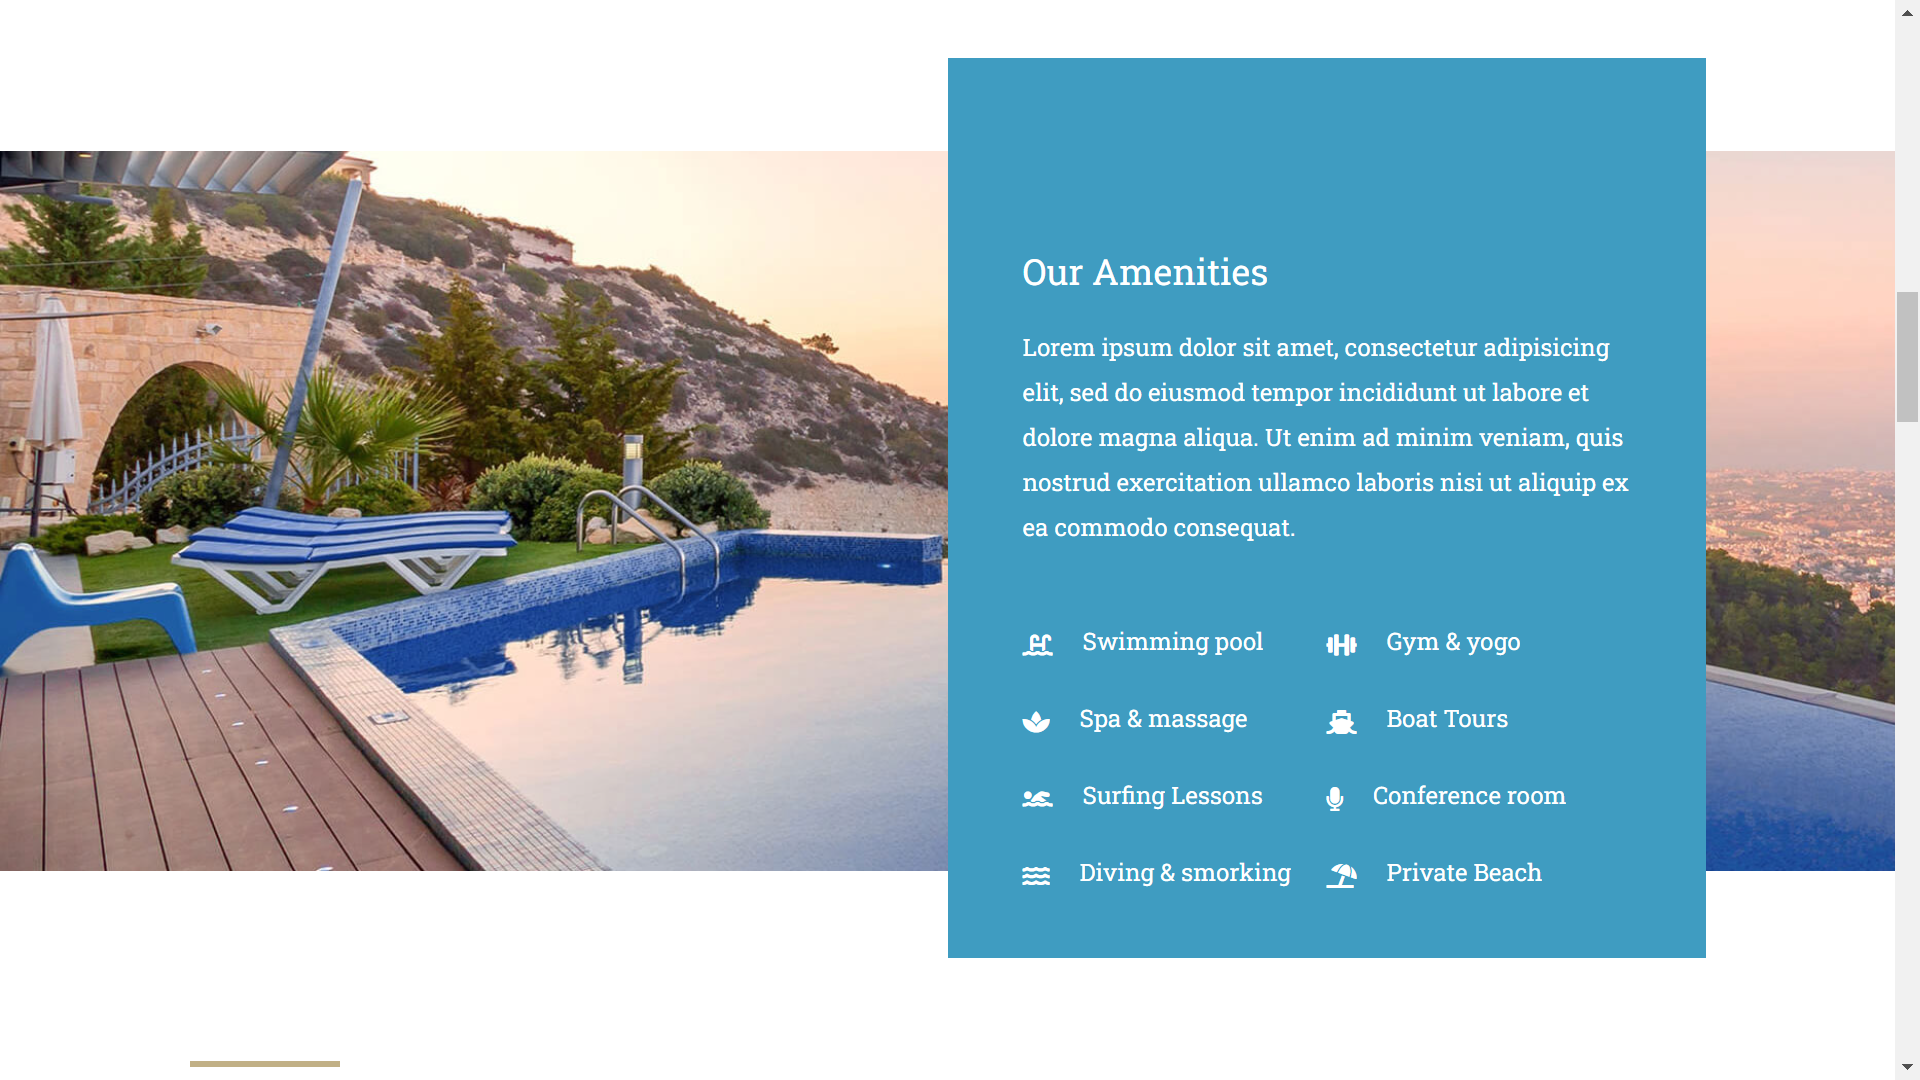 Our Amenities
Lorem ipsum dolor sit amet, consectetur adipisicing
elit, sed do eiusmod tempor incididunt ut labore et
dolore magna aliqua. Ut enim ad minim veniam, quis
nostrud exercitation ullamco laboris nisi ut aliquip ex
ea commodo consequat.
Swimming pool
Gym & yogo
Spa & massage
Boat Tours
Surfing Lessons
Conference room
Diving & smorking
Private Beach